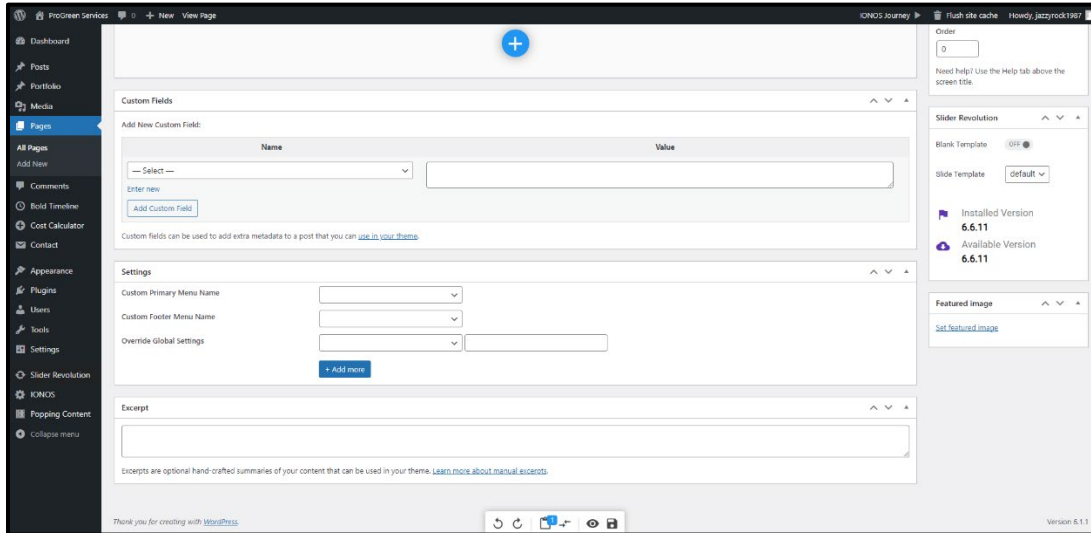 ProGreen Services 0 + New View Page IONOS Journey Flush site cache Howdy, jazzyrock1987
Dashboard
Posts
Portfolio
Media
Pages
All Pages
Add New
Comments
Bold Timeline
Cost Calculator
Contact
Appearance
Plugins
Users
Tools
Settings
Slider Revolution
IONOS
Popping Content
Collapse menu
Custom Fields
Add New Custom Field:
Name Value
— Select —
Enter new
Add Custom Field
Custom fields can be used to add extra metadata to a post that you can use in your theme.
Settings
Custom Primary Menu Name
Custom Footer Menu Name
Override Global Settings
+ Add more
Excerpt
Excerpts are optional hand-crafted summaries of your content that can be used in your theme. Learn more about manual excerpts.
Thank you for creating with WordPress.
1
Version 6.1.1
Order
0
Need help? Use the Help tab above the
screen title.
Slider Revolution
Blank Template OFF
Slide Template default
Installed Version
6.6.11
Available Version
6.6.11
Featured image
Set featured image